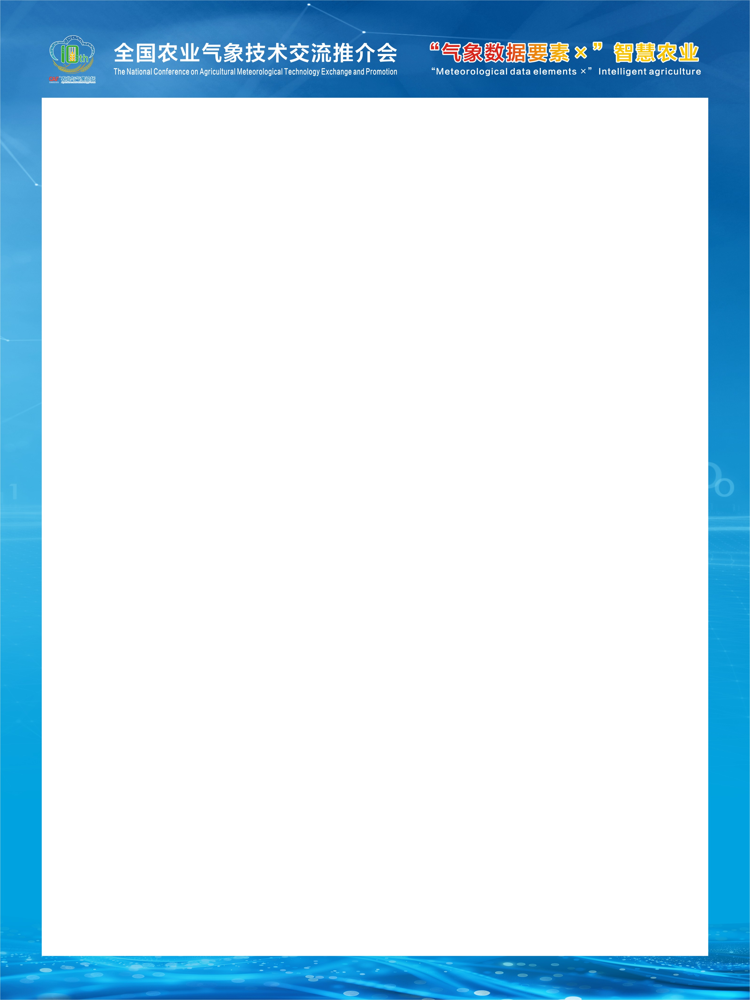 10th
CAF 农业与气象论坛
全国农业气象技术交流推介会
The National Conference on Agricultural Meteorological Technology Exchange and Promotion
“气象数据要素×”智慧农业
“Meteorological data elements ×” Intelligent agriculture
1